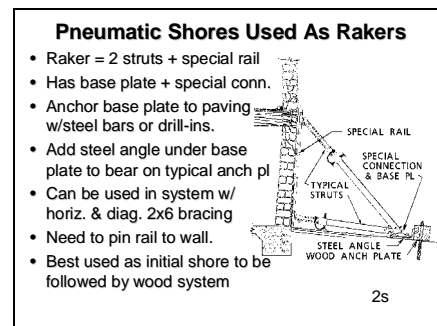 Pneumatic Shores Used As Rakers
• Raker = 2 struts + special rail
• Has base plate + special conn.
• Anchor base plate to paving
w/steel bars or drill-ins.
• Add steel angle under base
plate to bear on typical anch pl
• Can be used in system w/
horiz. & diag. 2x6 bracing
• Need to pin rail to wall.
• Best used as initial shore to be
followed by wood system
SPECIAL RAIL
SPECIAL
CONNECTION
& BASE PL
TYPICAL
STRUTS
STEEL ANGLE
WOOD ANCH PLATE
2s